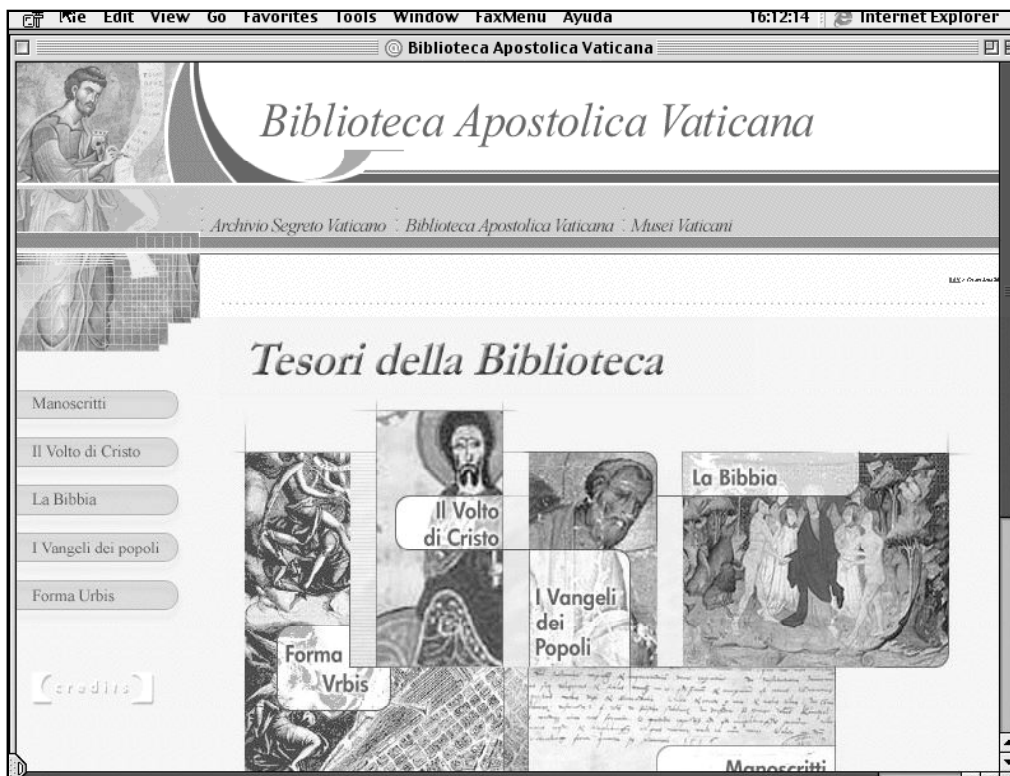 File Edit View Go Favorites Tools Window FaxMenu Ayuda 16:12:14 Internet Explorer
Biblioteca Apostolica Vaticana
Biblioteca Apostolica Vaticana
Archivio Segreto Vaticano : Biblioteca Apostolica Vaticana : Musei Vaticani
Tesori della Biblioteca
Manoscritti
Il Volto di Cristo
La Bibbia
I Vangeli dei popoli
Forma Urbis
credits
Il Volto
di Cristo
La Bibbia
I Vangeli
dei
Popoli
Forma
Vrbis
Manoscritti